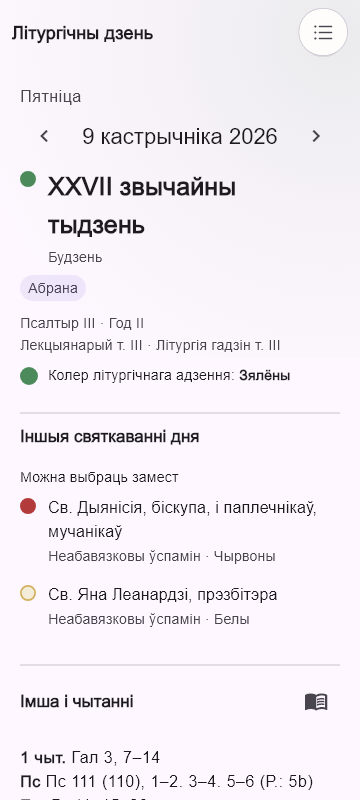 Літургічны дзень
Пятніца
9 кастрычніка 2026
XXVII звычайны
тыдзень
Будзень
Абрана
Псалтыр III · Год II
Лекцыянарый т. III · Літургія гадзін т. III
Колер літургічнага адзення: Зялёны
Іншыя святкаванні дня
Можна выбраць замест
Св. Дыянісія, біскупа, і паплечнікаў,
мучанікаў
Неабавязковы ўспамін · Чырвоны
Св. Яна Леанардзі, прэзбітэра
Неабавязковы ўспамін · Белы
Імша і чытанні
1 чыт. Гал 3, 7–14
Пс Пс 111 (110), 1–2. 3–4. 5–6 (Р.: 5b)